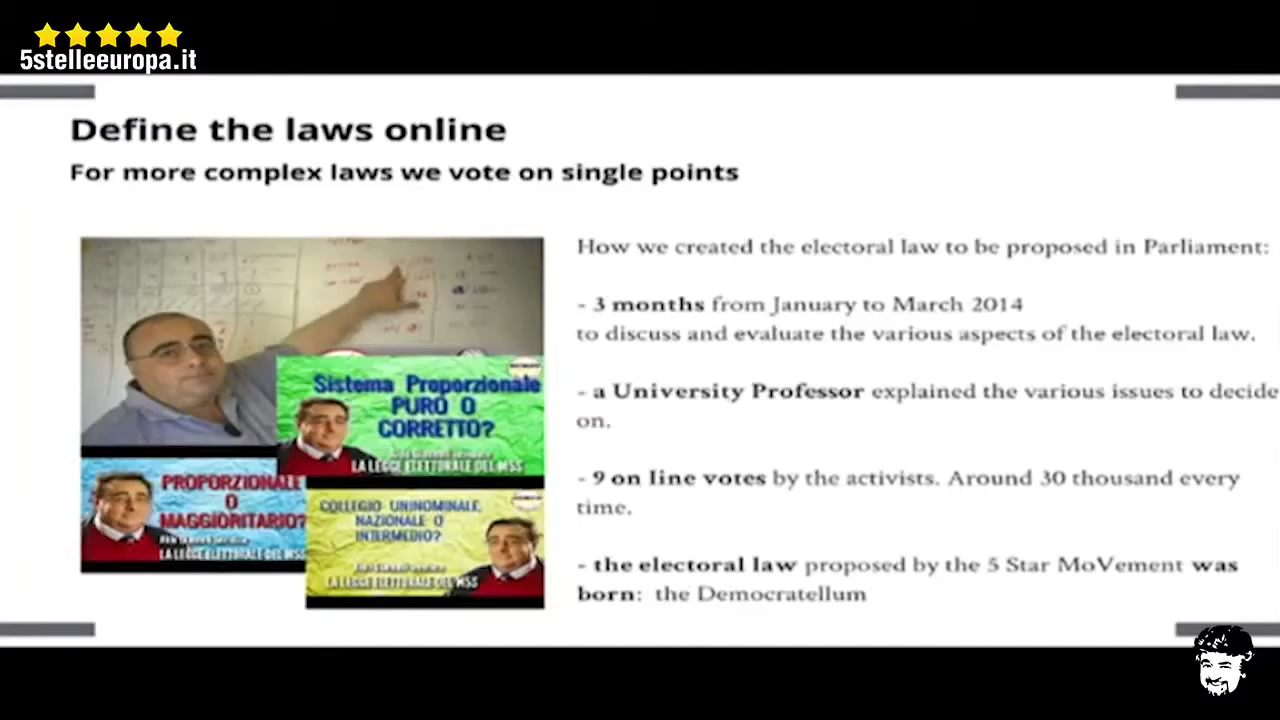 5stelleeuropa.it
Define the laws online
For more complex laws we vote on single points
How we created the electoral law to be proposed in Parliament:
- 3 months from January to March 2014
to discuss and evaluate the various aspects of the electoral law.
- a University Professor explained the various issues to decide
on.
- 9 on line votes by the activists. Around 30 thousand every
time.
- the electoral law proposed by the 5 Star MoVement was
born: the Democratellum
Sistema Proporzionale
PURO O
CORRETTO?
LA LEGGE ELETTORALE DEL M5S
PROPORZIONALE
O
MAGGIORITARIO?
LA LEGGE ELETTORALE DEL M5S
COLLEGIO UNINOMINALE,
NAZIONALE O
INTERMEDIO?
LA LEGGE ELETTORALE DEL M5S